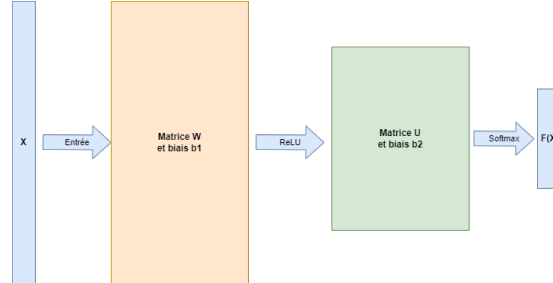 X
Entrée
Matrice W
et biais b1
ReLU
Matrice U
et biais b2
Softmax
F(X